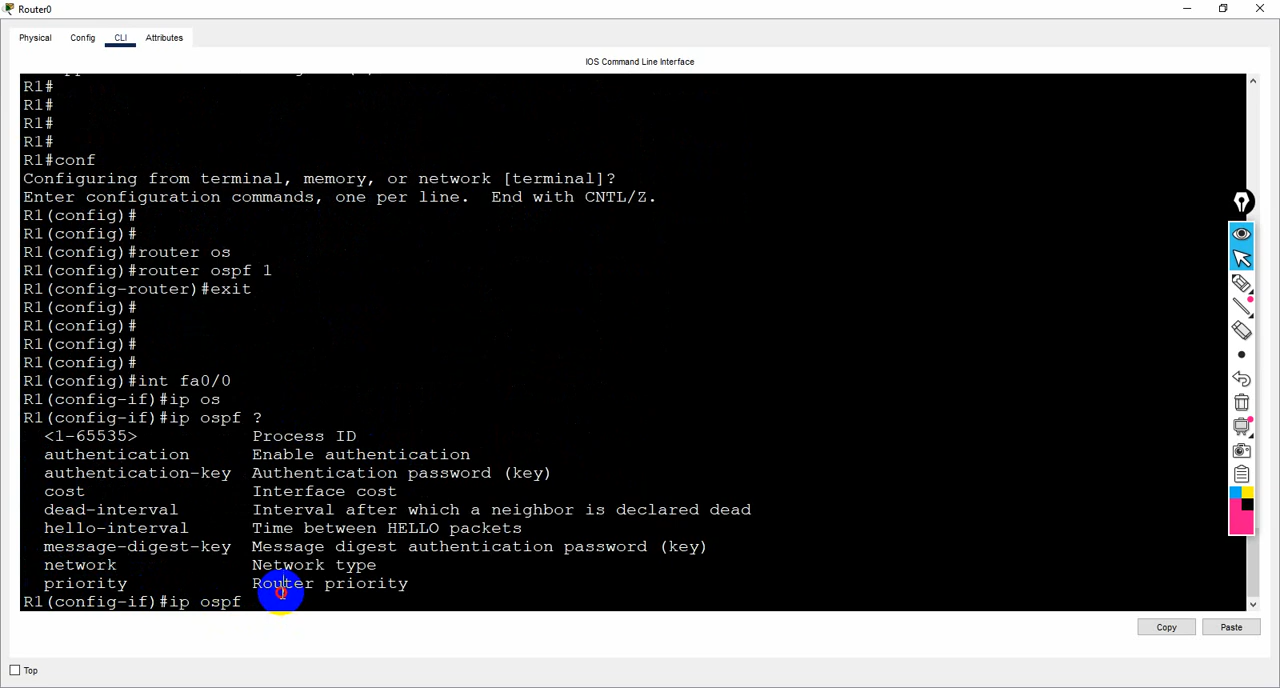 Router0
Physical Config CLI Attributes
IOS Command Line Interface
R1#
R1#
R1#
R1#
R1#conf
Configuring from terminal, memory, or network [terminal]?
Enter configuration commands, one per line.  End with CNTL/Z.
R1(config)#
R1(config)#
R1(config)#router os
R1(config)#router ospf 1
R1(config-router)#exit
R1(config)#
R1(config)#
R1(config)#
R1(config)#
R1(config)#int fa0/0
R1(config-if)#ip os
R1(config-if)#ip ospf ?
<1-65535> Process ID
authentication Enable authentication
authentication-key Authentication password (key)
cost Interface cost
dead-interval Interval after which a neighbor is declared dead
hello-interval Time between HELLO packets
message-digest-key Message digest authentication password (key)
network Network type
priority Router priority
R1(config-if)#ip ospf
Copy Paste
Top